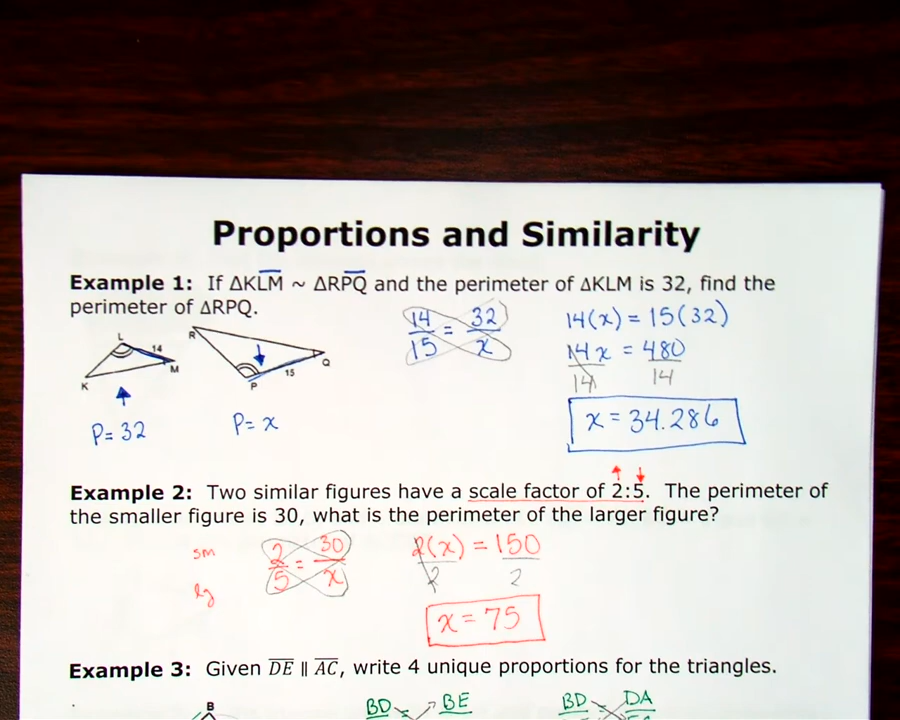 Proportions and Similarity
Example 1: If ΔKLM ~ ΔRPQ and the perimeter of ΔKLM is 32, find the
perimeter of ΔRPQ.
L
14
M
K
R
Q
15
P
P = 32
P = x
14/15 = 32/x
14(x) = 15(32)
14x = 480
14 14
x = 34.286
Example 2: Two similar figures have a scale factor of 2:5. The perimeter of
the smaller figure is 30, what is the perimeter of the larger figure?
sm
lg
2/5 = 30/x
2(x) = 150
2 2
x = 75
Example 3: Given DE ∥ AC, write 4 unique proportions for the triangles.
B
BD BE
BD DA